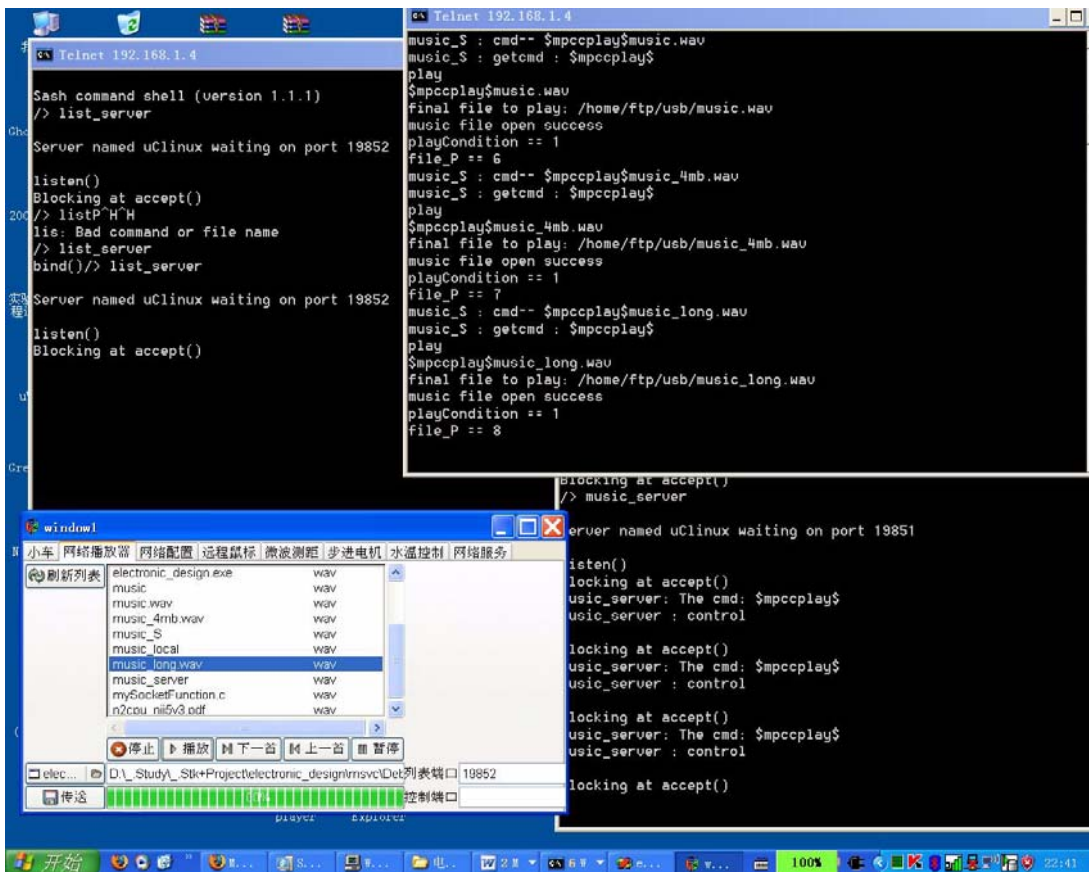 Telnet 192.168.1.4
Sash command shell (version 1.1.1)
/> list_server
Server named uClinux waiting on port 19852
listen()
Blocking at accept()
/> listP^H^H
lis: Bad command or file name
/> list_server
bind()/> list_server
Server named uClinux waiting on port 19852
listen()
Blocking at accept()
Telnet 192.168.1.4
music_S : cmd-- $mpccplay$music.wav
music_S : getcmd : $mpccplay$
play
$mpccplay$music.wav
final file to play: /home/ftp/usb/music.wav
music file open success
playCondition == 1
file_P == 6
music_S : cmd-- $mpccplay$music_4mb.wav
music_S : getcmd : $mpccplay$
play
$mpccplay$music_4mb.wav
final file to play: /home/ftp/usb/music_4mb.wav
music file open success
playCondition == 1
file_P == 7
music_S : cmd-- $mpccplay$music_long.wav
music_S : getcmd : $mpccplay$
play
$mpccplay$music_long.wav
final file to play: /home/ftp/usb/music_long.wav
music file open success
playCondition == 1
file_P == 8
Blocking at accept()
/> music_server
erver named uClinux waiting on port 19851
isten()
locking at accept()
usic_server: The cmd: $mpccplay$
usic_server : control
locking at accept()
usic_server: The cmd: $mpccplay$
usic_server : control
locking at accept()
usic_server: The cmd: $mpccplay$
usic_server : control
locking at accept()
window1
小车 网络播放器 网络配置 远程鼠标 微波测距 步进电机 水温控制 网络服务
刷新列表
electronic_design.exe wav
music wav
music.wav wav
music_4mb.wav wav
music_S wav
music_local wav
music_long.wav wav
music_server wav
mySocketFunction.c wav
n2cpu_nii5v3.pdf wav
停止 播放 下一首 上一首 暂停
elec... D:\_Study\_Stk+Project\electronic_design\msvc\Deb 列表端口 19852
传送 控制端口
player Explorer
开始 100% 22:41